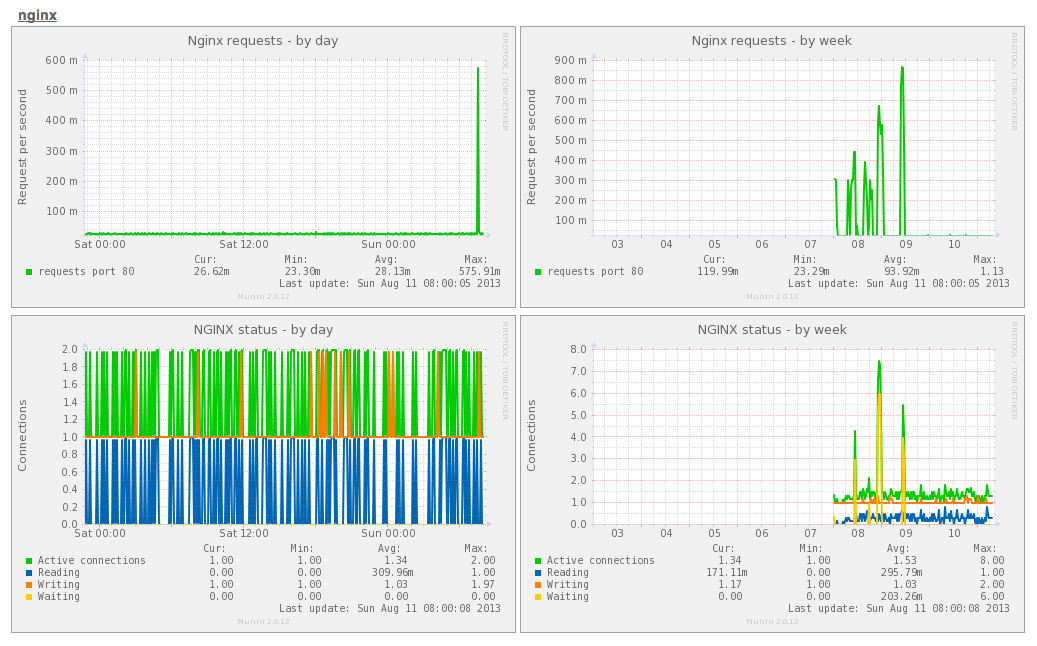 nginx
Nginx requests - by day
RRDTOOL / TOBI OETIKER
Request per second
600 m
500 m
400 m
300 m
200 m
100 m
Sat 00:00 Sat 12:00 Sun 00:00
Cur: Min: Avg: Max:
requests port 80 26.62m 23.30m 28.13m 575.91m
Last update: Sun Aug 11 08:00:05 2013
Munin 2.0.12
Nginx requests - by week
RRDTOOL / TOBI OETIKER
Request per second
900 m
800 m
700 m
600 m
500 m
400 m
300 m
200 m
100 m
03 04 05 06 07 08 09 10
Cur: Min: Avg: Max:
requests port 80 119.99m 23.29m 93.92m 1.13
Last update: Sun Aug 11 08:00:05 2013
Munin 2.0.12
NGINX status - by day
RRDTOOL / TOBI OETIKER
Connections
2.0
1.8
1.6
1.4
1.2
1.0
0.8
0.6
0.4
0.2
0.0
Sat 00:00 Sat 12:00 Sun 00:00
Cur: Min: Avg: Max:
Active connections 1.00 1.00 1.34 2.00
Reading 0.00 0.00 309.96m 1.00
Writing 1.00 1.00 1.03 1.97
Waiting 0.00 0.00 0.00 0.00
Last update: Sun Aug 11 08:00:08 2013
Munin 2.0.12
NGINX status - by week
RRDTOOL / TOBI OETIKER
Connections
8.0
7.0
6.0
5.0
4.0
3.0
2.0
1.0
0.0
03 04 05 06 07 08 09 10
Cur: Min: Avg: Max:
Active connections 1.34 1.00 1.53 8.00
Reading 171.11m 0.00 295.79m 1.00
Writing 1.17 1.00 1.03 2.00
Waiting 0.00 0.00 203.26m 6.00
Last update: Sun Aug 11 08:00:08 2013
Munin 2.0.12